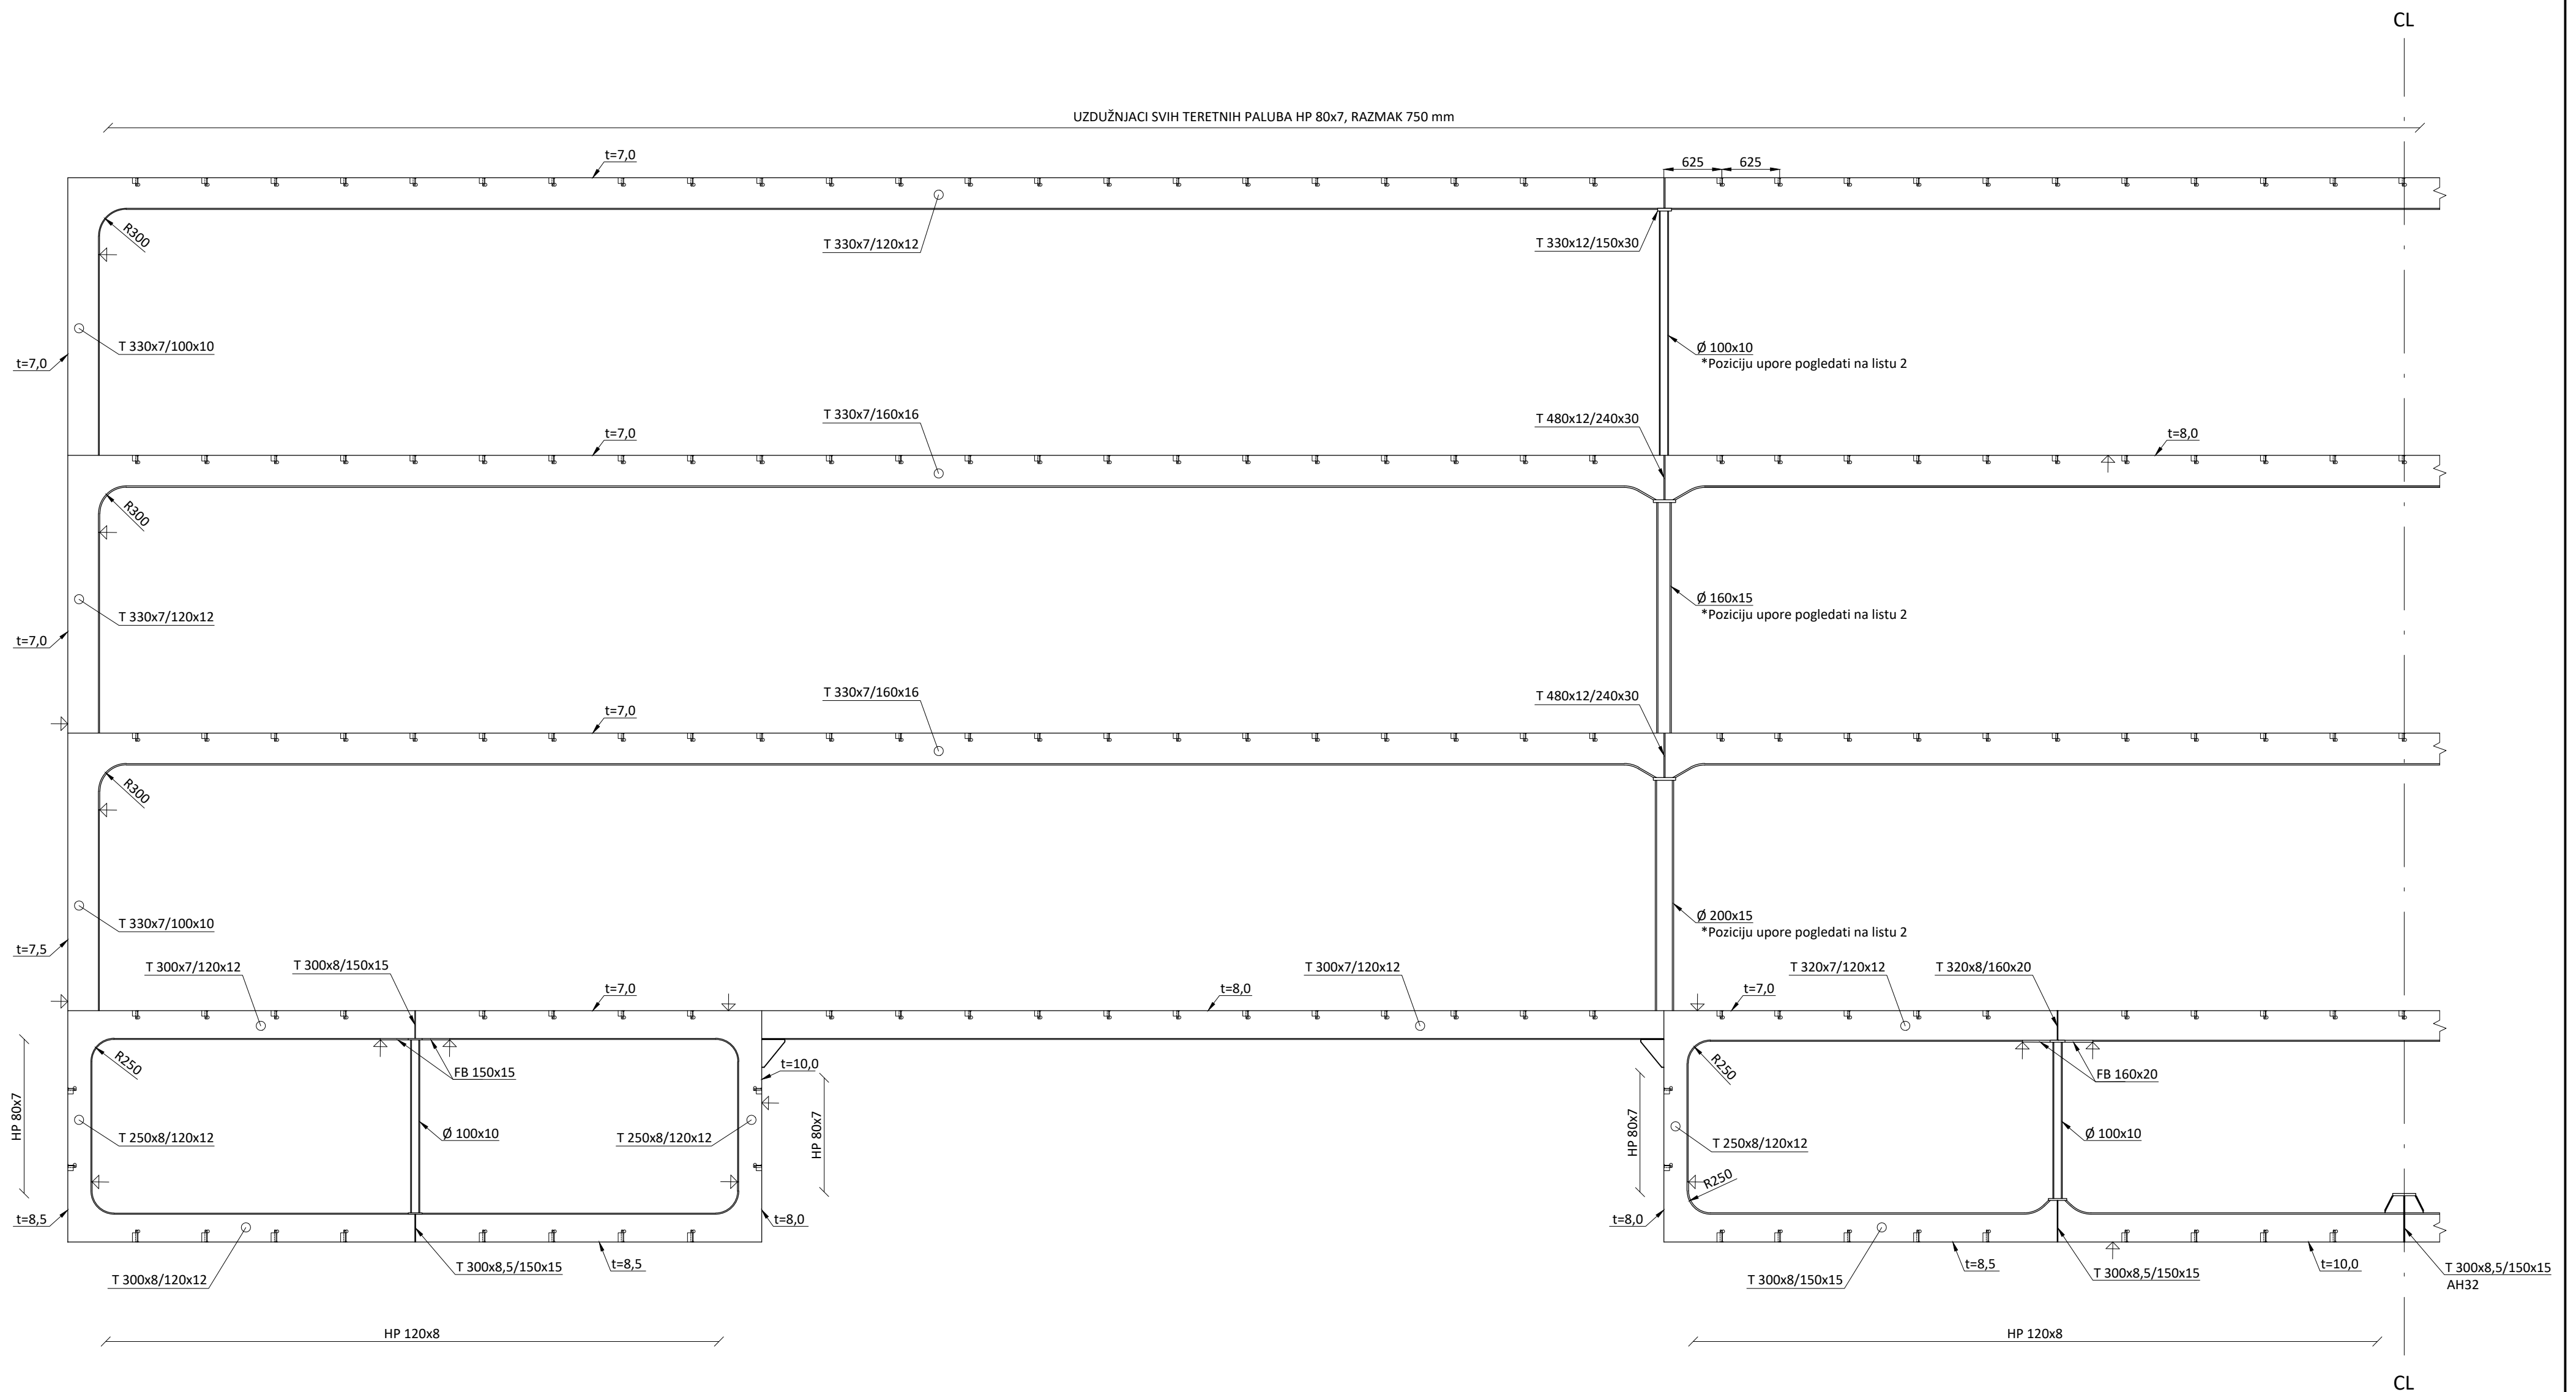 CL
UZDUŽNJACI SVIH TERETNIH PALUBA HP 80x7, RAZMAK 750 mm
t=7,0
625
625
R300
T 330x7/120x12
T 330x12/150x30
T 330x7/100x10
t=7,0
Ø 100x10
*Poziciju upore pogledati na listu 2
T 330x7/160x16
T 480x12/240x30
t=7,0
t=8,0
R300
T 330x7/120x12
t=7,0
Ø 160x15
*Poziciju upore pogledati na listu 2
T 330x7/160x16
T 480x12/240x30
t=7,0
R300
T 330x7/100x10
t=7,5
Ø 200x15
*Poziciju upore pogledati na listu 2
T 300x7/120x12
T 300x8/150x15
T 300x7/120x12
T 320x7/120x12
T 320x8/160x20
t=7,0
t=8,0
t=7,0
R250
FB 150x15
t=10,0
R250
FB 160x20
HP 80x7
T 250x8/120x12
Ø 100x10
T 250x8/120x12
HP 80x7
HP 80x7
T 250x8/120x12
Ø 100x10
R250
t=8,5
t=8,0
t=8,0
T 300x8/120x12
T 300x8,5/150x15
t=8,5
T 300x8/150x15
t=8,5
T 300x8,5/150x15
t=10,0
T 300x8,5/150x15
AH32
HP 120x8
HP 120x8
CL